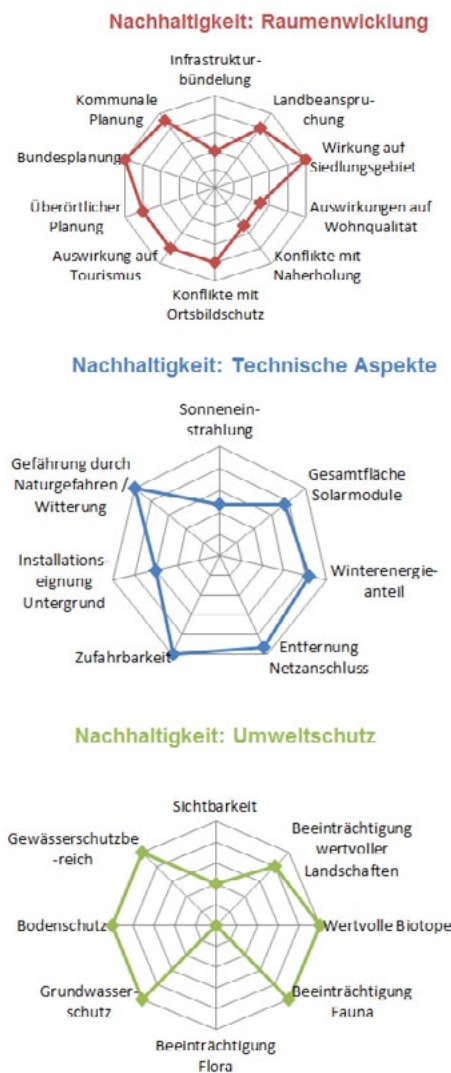 Nachhaltigkeit: Raumenwicklung
Infrastruktur-
bündelung
Kommunale
Planung
Landbeanspru-
chung
Bundesplanung
Wirkung auf
Siedlungsgebiet
Überörtlicher
Planung
Auswirkungen auf
Wohnqualität
Auswirkung auf
Tourismus
Konflikte mit
Naherholung
Konflikte mit
Ortsbildschutz
Nachhaltigkeit: Technische Aspekte
Sonnenein-
strahlung
Gefährung durch
Naturgefahren /
Witterung
Gesamtfläche
Solarmodule
Installations
eignung
Untergrund
Winterenergie-
anteil
Zufahrbarkeit
Entfernung
Netzanschluss
Nachhaltigkeit: Umweltschutz
Sichtbarkeit
Gewässerschutzbe
-reich
Beeinträchtigung
wertvoller
Landschaften
Bodenschutz
Wertvolle Biotope
Grundwasser
schutz
Beeinträchtigung
Fauna
Beeinträchtigung
Flora